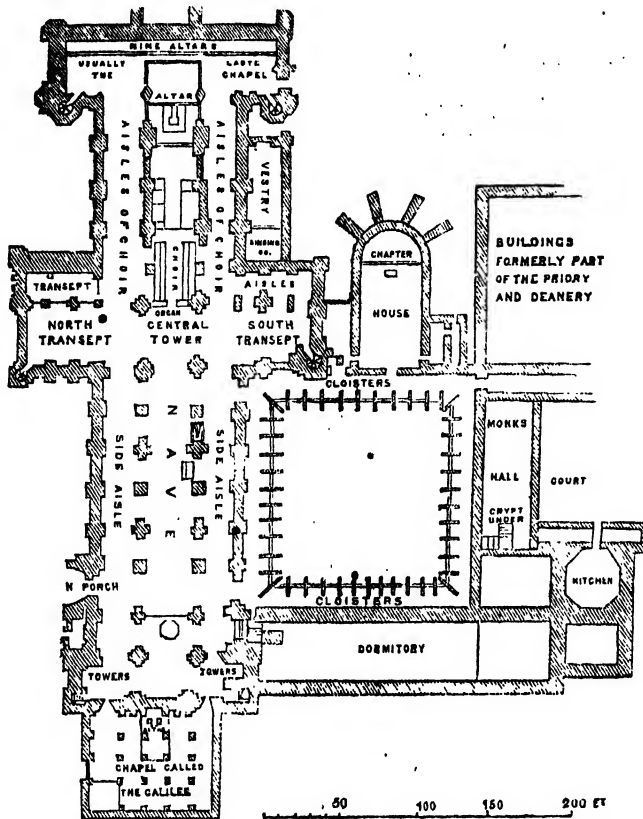 NINE ALTARS
USUALLY
THE
LADYE
CHAPEL
ALTAR
AISLES OF CHOIR
AISLES OF CHOIR
VESTRY
CHOIR
ORGAN
TRANSEPT
NORTH
TRANSEPT
CENTRAL
TOWER
AISLES
SOUTH
TRANSEPT
CHAPTER
HOUSE
BUILDINGS
FORMERLY PART
OF THE PRIORY
AND DEANERY
CLOISTERS
SIDE AISLE
NAVE
SIDE AISLE
MONKS
HALL
CRYPT
UNDER
COURT
KITCHEN
N PORCH
CLOISTERS
DORMITORY
TOWERS
TOWERS
CHAPEL CALLED
THE GALILEE
50 100 150 200 FT